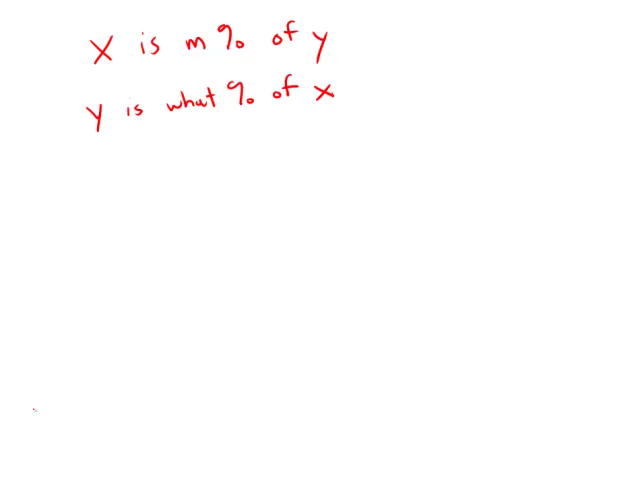 X is m % of y
y is what % of x